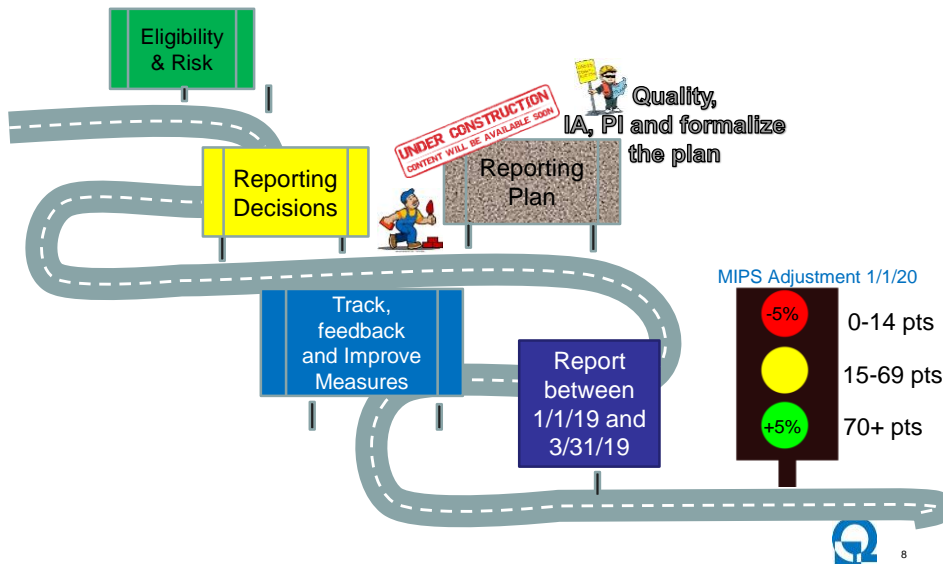 Eligibility
& Risk
UNDER CONSTRUCTION
CONTENT WILL BE AVAILABLE SOON
Quality,
IA, PI and formalize
the plan
Reporting
Decisions
Reporting
Plan
MIPS Adjustment 1/1/20
-5%
0-14 pts
15-69 pts
+5%
70+ pts
Track,
feedback
and Improve
Measures
Report
between
1/1/19 and
3/31/19
8